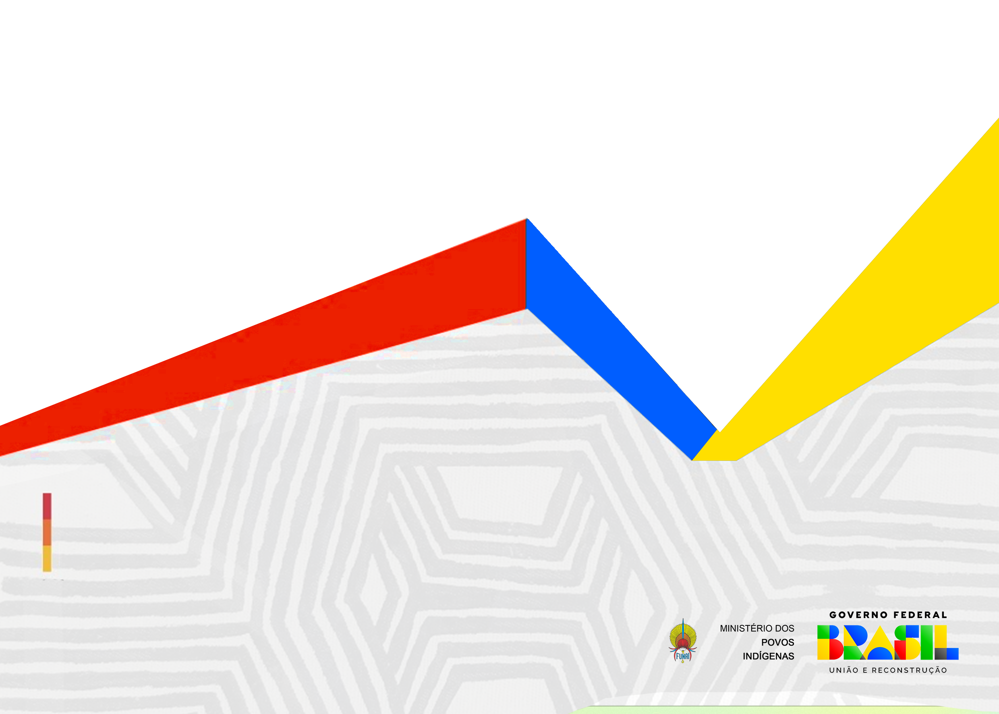 GOVERNO FEDERAL
MINISTÉRIO DOS
POVOS
INDÍGENAS
FUNAI
BRASIL
UNIÃO E RECONSTRUÇÃO